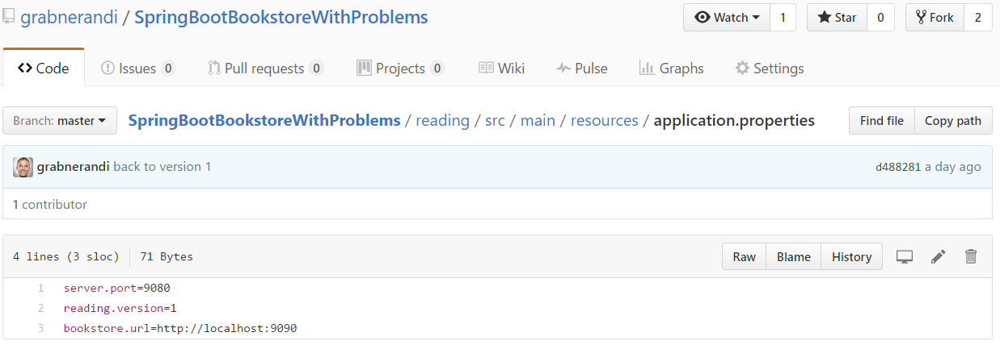 grabnerandi / SpringBootBookstoreWithProblems Watch 1 Star 0 Fork 2
Code Issues 0 Pull requests 0 Projects 0 Wiki Pulse Graphs Settings
Branch: master SpringBootBookstoreWithProblems / reading / src / main / resources / application.properties Find file Copy path
grabnerandi back to version 1 d488281 a day ago
1 contributor
4 lines (3 sloc) 71 Bytes Raw Blame History
1 server.port=9080
2 reading.version=1
3 bookstore.url=http://localhost:9090